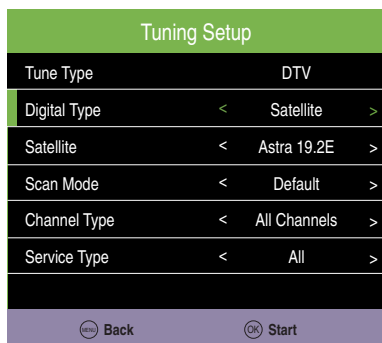 Tuning Setup
Tune Type DTV
Digital Type < Satellite >
Satellite < Astra 19.2E >
Scan Mode < Default >
Channel Type < All Channels >
Service Type < All >
MENU Back OK Start